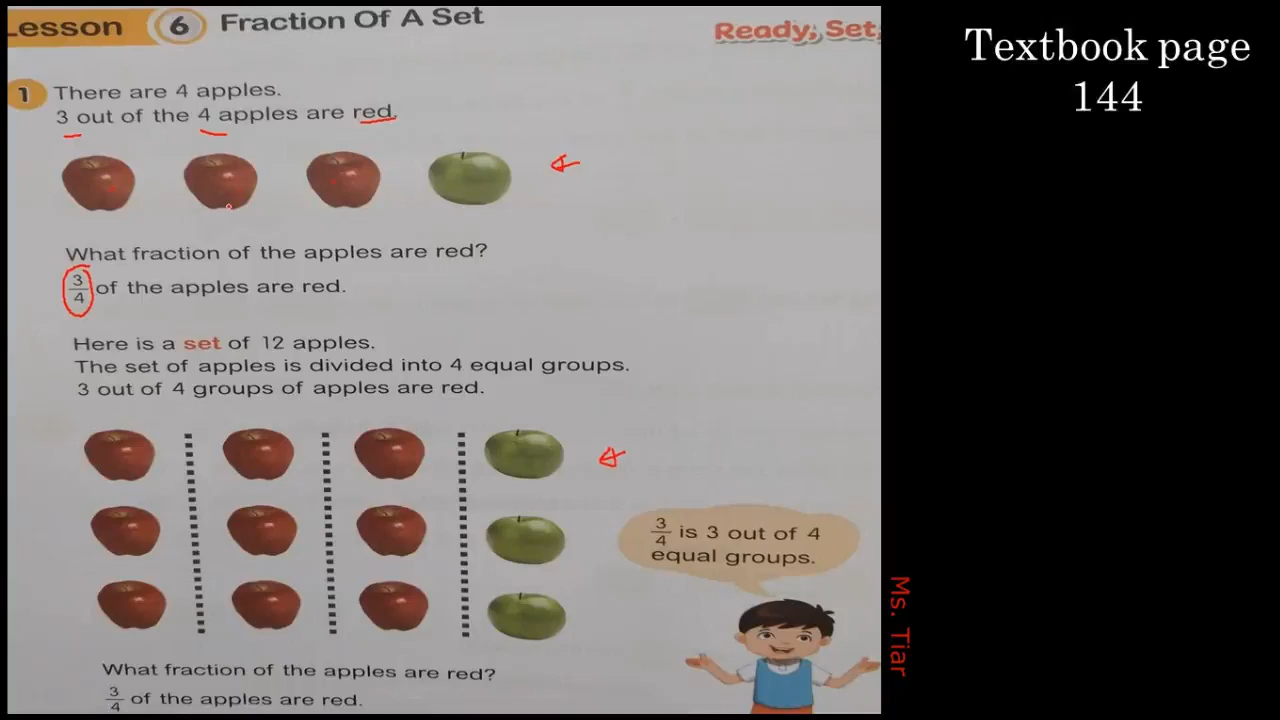 Lesson 6 Fraction Of A Set
Ready, Set,
1 There are 4 apples.
3 out of the 4 apples are red.
What fraction of the apples are red?
3/4 of the apples are red.
Here is a set of 12 apples.
The set of apples is divided into 4 equal groups.
3 out of 4 groups of apples are red.
3/4 is 3 out of 4
equal groups.
What fraction of the apples are red?
3/4 of the apples are red.
Textbook page
144
Ms. Tiar